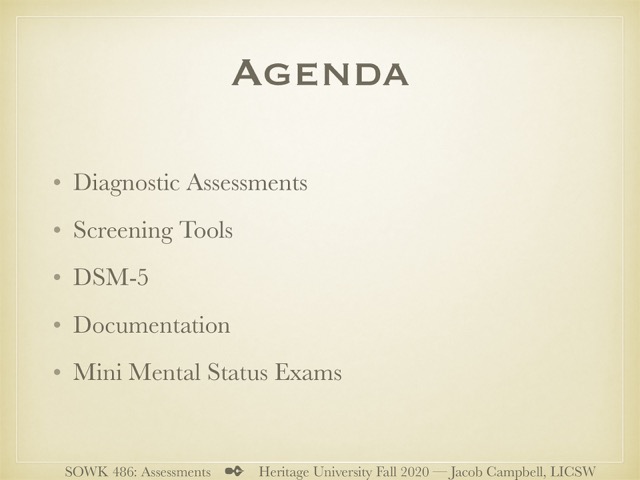 AGENDA
• Diagnostic Assessments
• Screening Tools
• DSM-5
• Documentation
• Mini Mental Status Exams
SOWK 486: Assessments ✒ Heritage University Fall 2020 — Jacob Campbell, LICSW